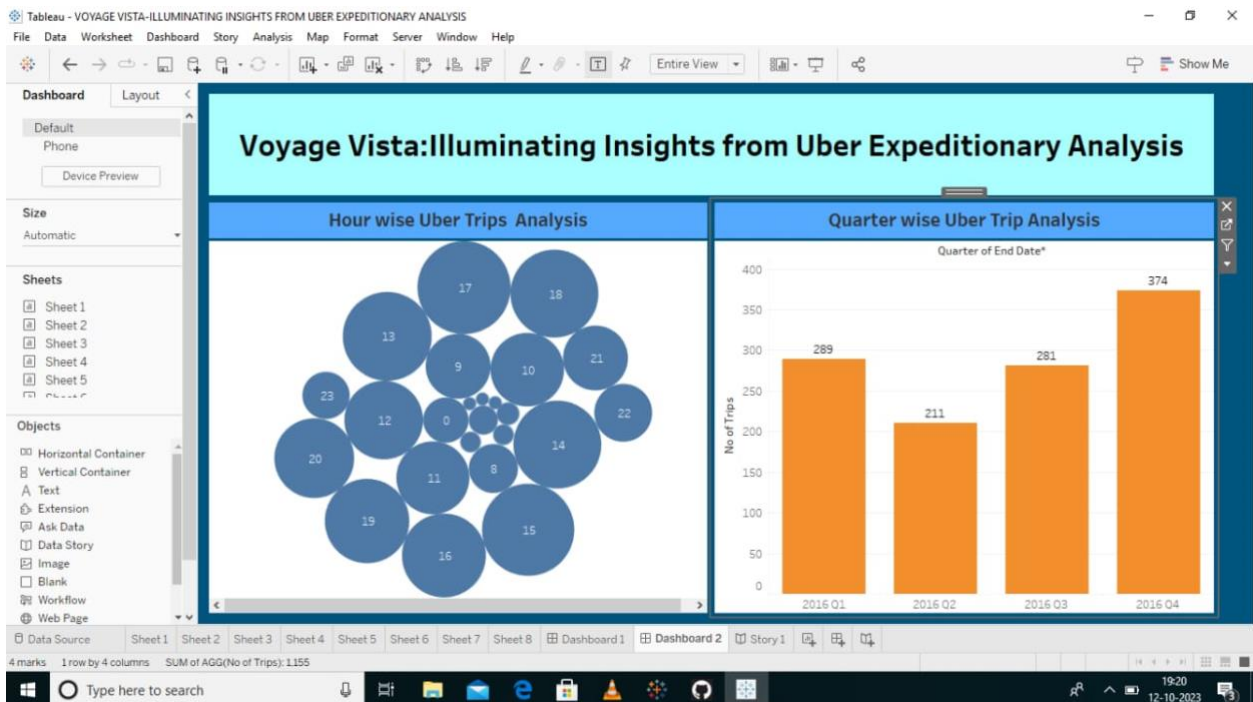 Tableau - VOYAGE VISTA-ILLUMINATING INSIGHTS FROM UBER EXPEDITIONARY ANALYSIS
File Data Worksheet Dashboard Story Analysis Map Format Server Window Help
Entire View
Show Me
Dashboard Layout
Default
Phone
Device Preview
Size
Automatic
Sheets
Sheet 1
Sheet 2
Sheet 3
Sheet 4
Sheet 5
Objects
Horizontal Container
Vertical Container
A Text
Extension
Ask Data
Data Story
Image
Blank
Workflow
Web Page
Voyage Vista:Illuminating Insights from Uber Expeditionary Analysis
Hour wise Uber Trips Analysis
17
18
13
9
10
21
23
12
0
22
14
20
11
8
19
15
16
Quarter wise Uber Trip Analysis
Quarter of End Date*
No of Trips
400
350
300
250
200
150
100
50
0
289
211
281
374
2016 Q1 2016 Q2 2016 Q3 2016 Q4
Data Source Sheet 1 Sheet 2 Sheet 3 Sheet 4 Sheet 5 Sheet 6 Sheet 7 Sheet 8 Dashboard 1 Dashboard 2 Story 1
4 marks 1 row by 4 columns SUM of AGG(No of Trips): 1,155
Type here to search
19:20
12-10-2023
3